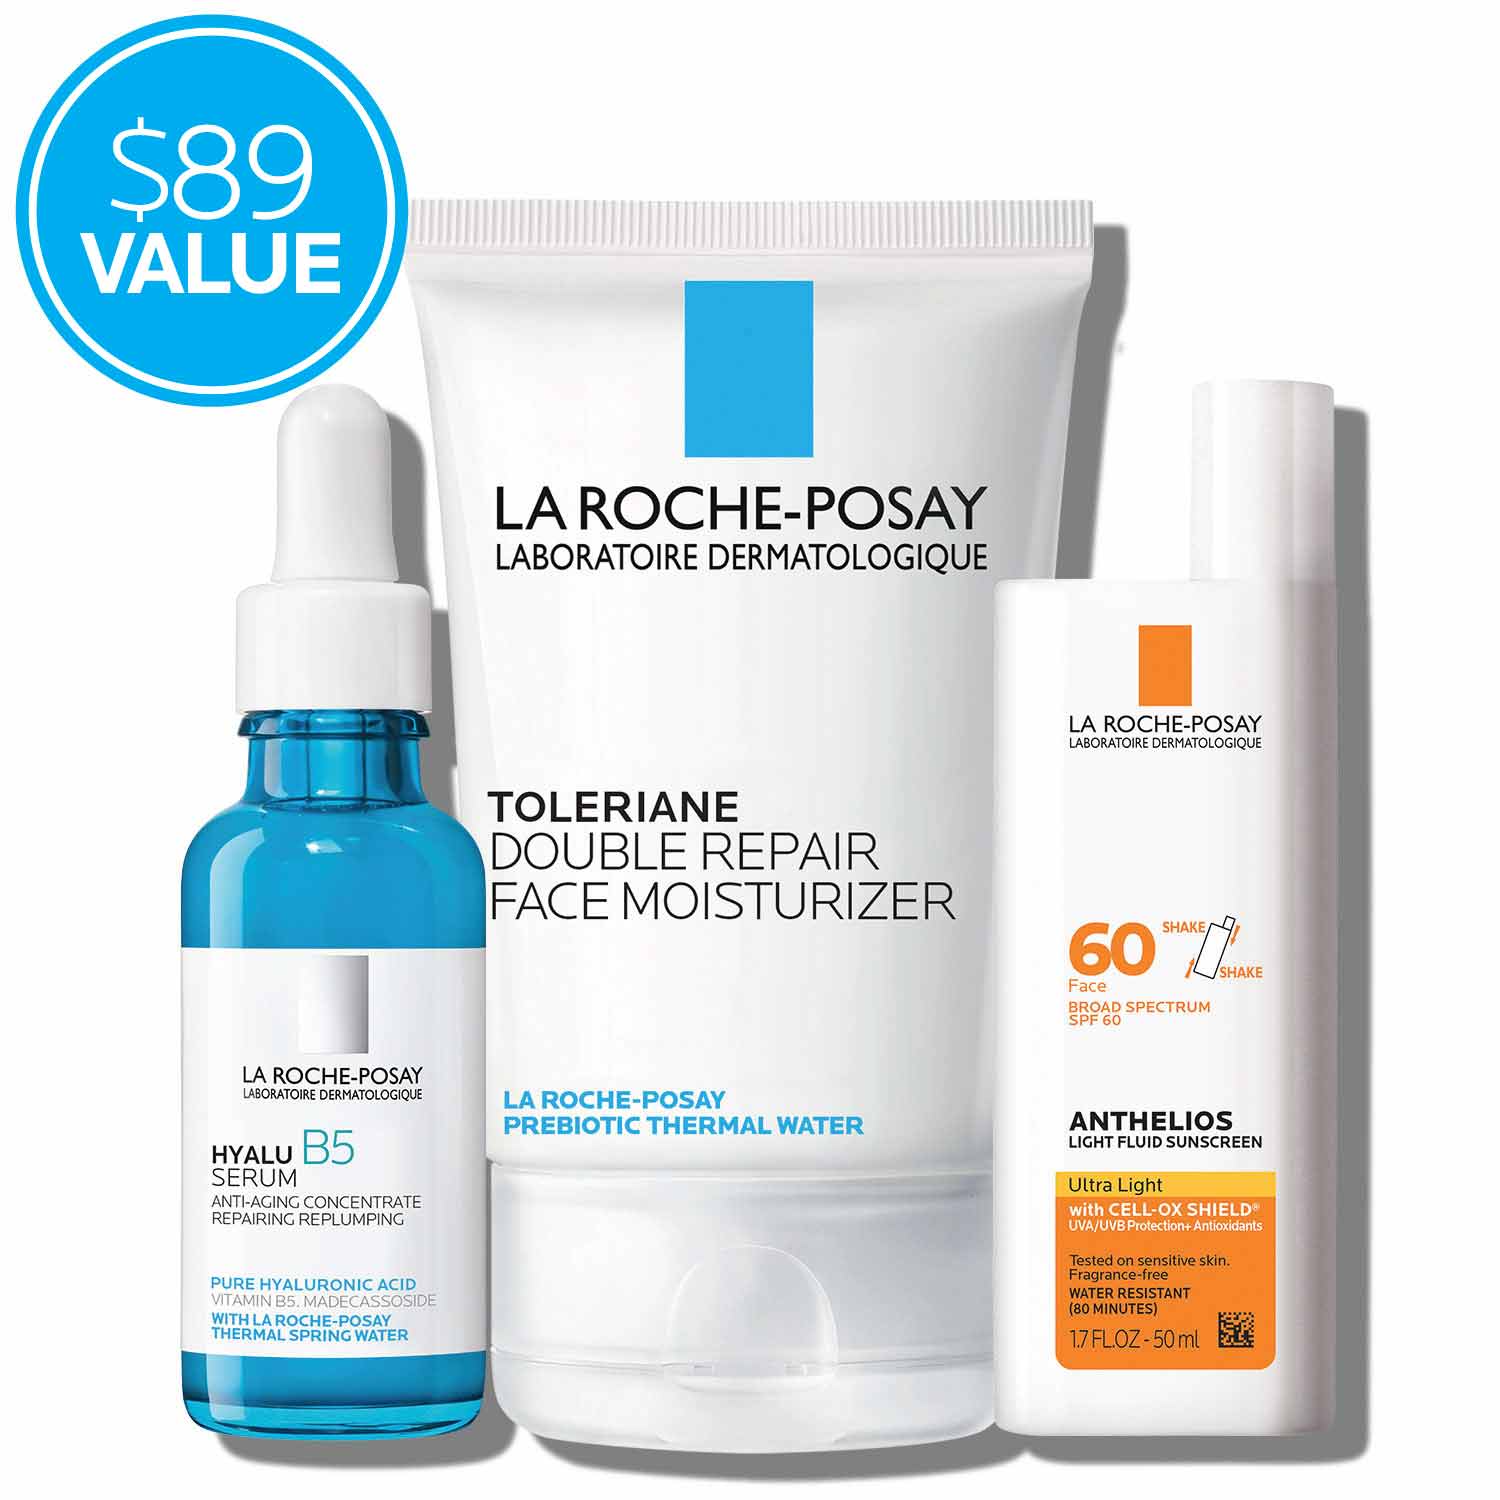 $89
VALUE
LA ROCHE-POSAY
LABORATOIRE DERMATOLOGIQUE
TOLERIANE
DOUBLE REPAIR
FACE MOISTURIZER
LA ROCHE-POSAY
PREBIOTIC THERMAL WATER
LA ROCHE-POSAY
LABORATOIRE DERMATOLOGIQUE
HYALU B5
SERUM
ANTI-AGING CONCENTRATE
REPAIRING REPLUMPING
PURE HYALURONIC ACID
VITAMIN B5. MADECASSOSIDE
WITH LA ROCHE-POSAY
THERMAL SPRING WATER
LA ROCHE-POSAY
LABORATOIRE DERMATOLOGIQUE
60
SHAKE
SHAKE
Face
BROAD SPECTRUM
SPF 60
ANTHELIOS
LIGHT FLUID SUNSCREEN
Ultra Light
with CELL-OX SHIELD®
UVA/UVB Protection+ Antioxidants
Tested on sensitive skin.
Fragrance-free
WATER RESISTANT
(80 MINUTES)
1.7 FL.OZ - 50 ml